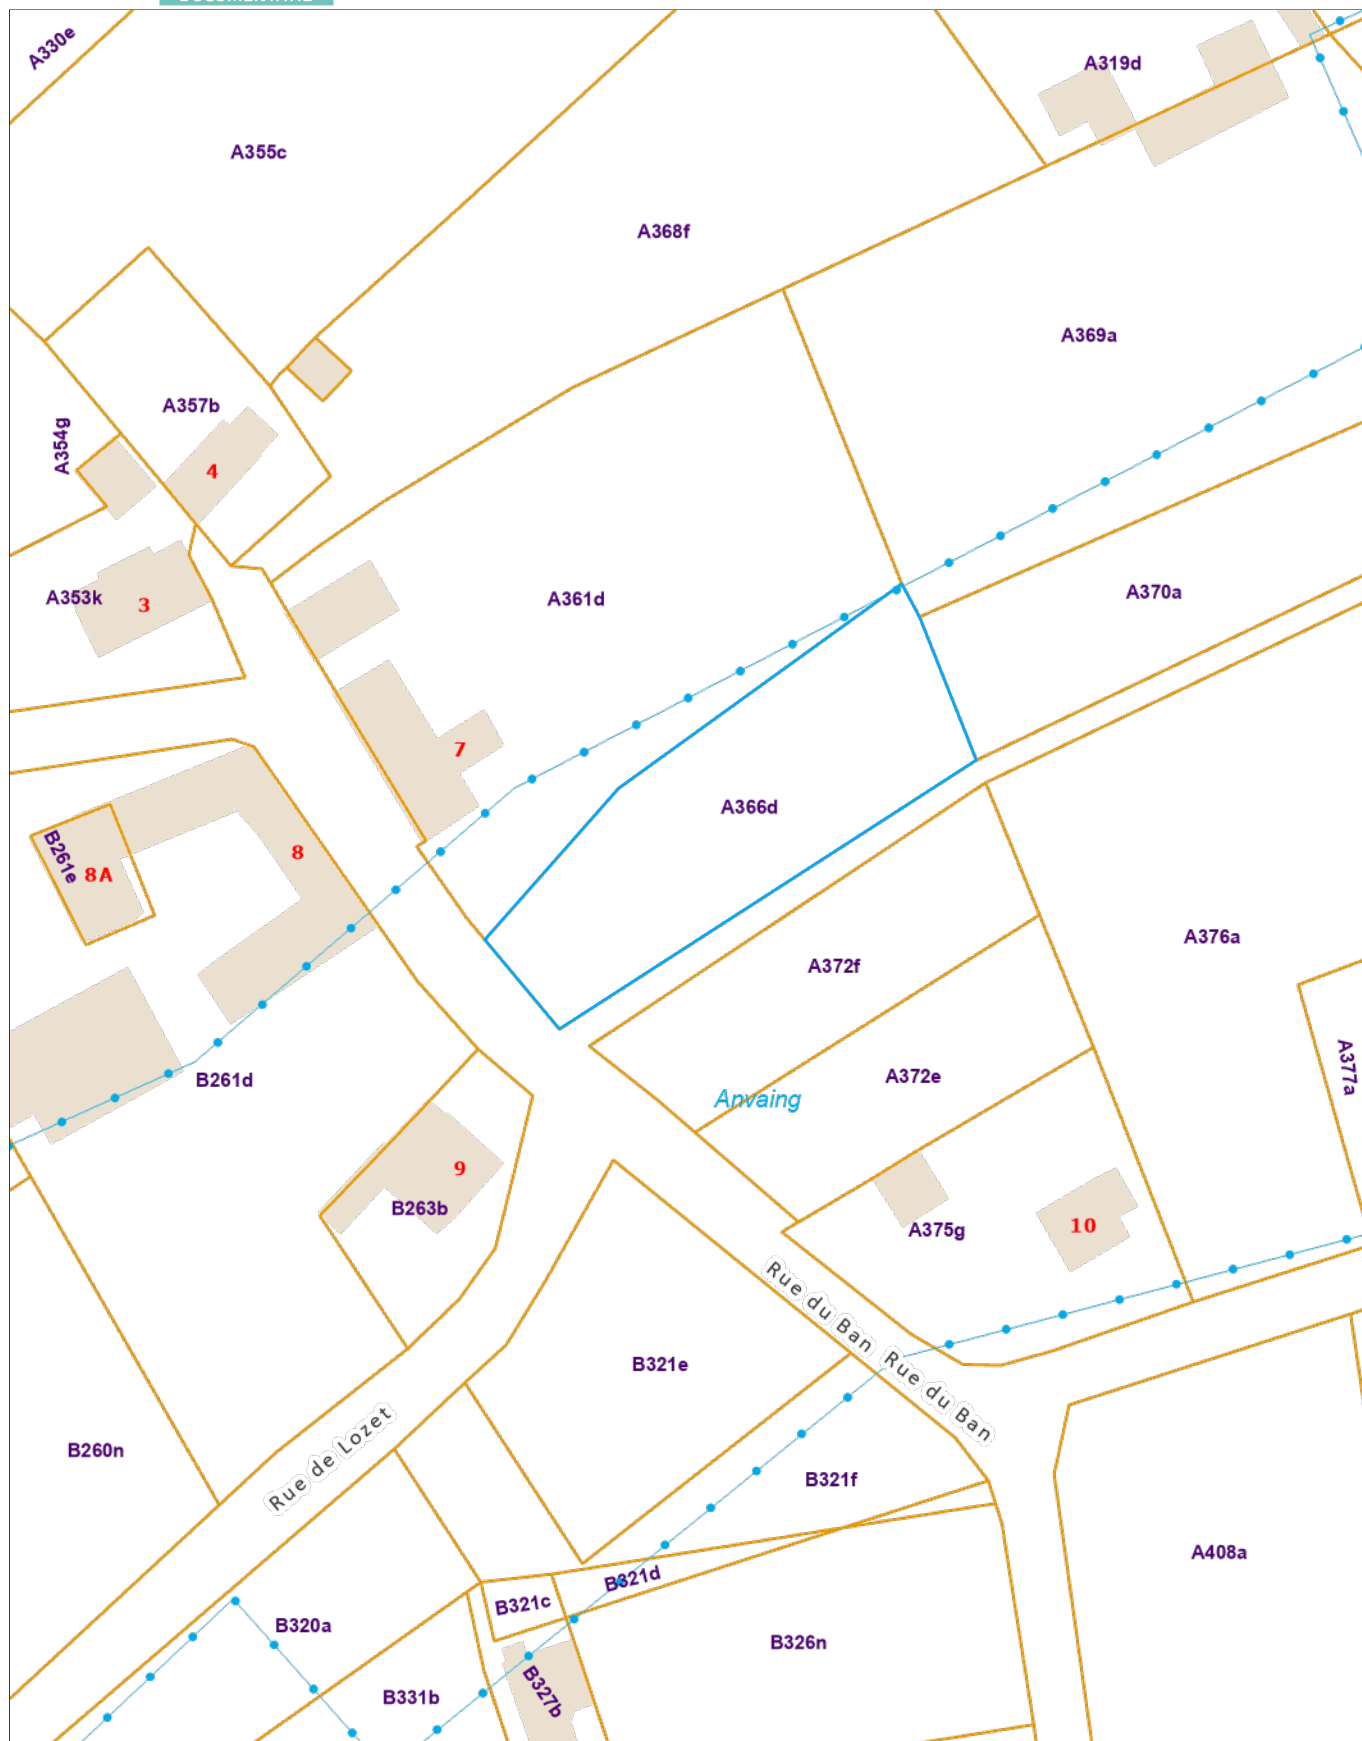 A330e
A319d
A355c
A368f
A369a
A357b
A354g
4
A353k
3
A361d
A370a
7
A366d
8
B261e
8A
A376a
A372f
A377a
B261d
A372e
Anvaing
9
B263b
A375g
10
Rue du Ban
Rue du Ban
B321e
Rue de Lozet
B260n
B321f
A408a
B321d
B321c
B320a
B326n
B331b
B327b